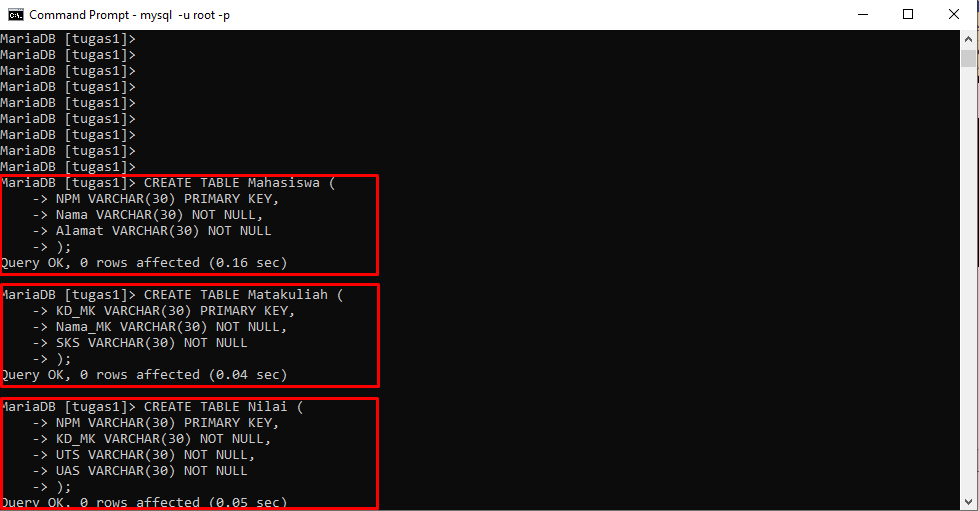 Command Prompt - mysql  -u root -p
MariaDB [tugas1]>
MariaDB [tugas1]>
MariaDB [tugas1]>
MariaDB [tugas1]>
MariaDB [tugas1]>
MariaDB [tugas1]>
MariaDB [tugas1]>
MariaDB [tugas1]>
MariaDB [tugas1]>
MariaDB [tugas1]> CREATE TABLE Mahasiswa (
    -> NPM VARCHAR(30) PRIMARY KEY,
    -> Nama VARCHAR(30) NOT NULL,
    -> Alamat VARCHAR(30) NOT NULL
    -> );
Query OK, 0 rows affected (0.16 sec)
MariaDB [tugas1]> CREATE TABLE Matakuliah (
    -> KD_MK VARCHAR(30) PRIMARY KEY,
    -> Nama_MK VARCHAR(30) NOT NULL,
    -> SKS VARCHAR(30) NOT NULL
    -> );
Query OK, 0 rows affected (0.04 sec)
MariaDB [tugas1]> CREATE TABLE Nilai (
    -> NPM VARCHAR(30) PRIMARY KEY,
    -> KD_MK VARCHAR(30) NOT NULL,
    -> UTS VARCHAR(30) NOT NULL,
    -> UAS VARCHAR(30) NOT NULL
    -> );
Query OK, 0 rows affected (0.05 sec)